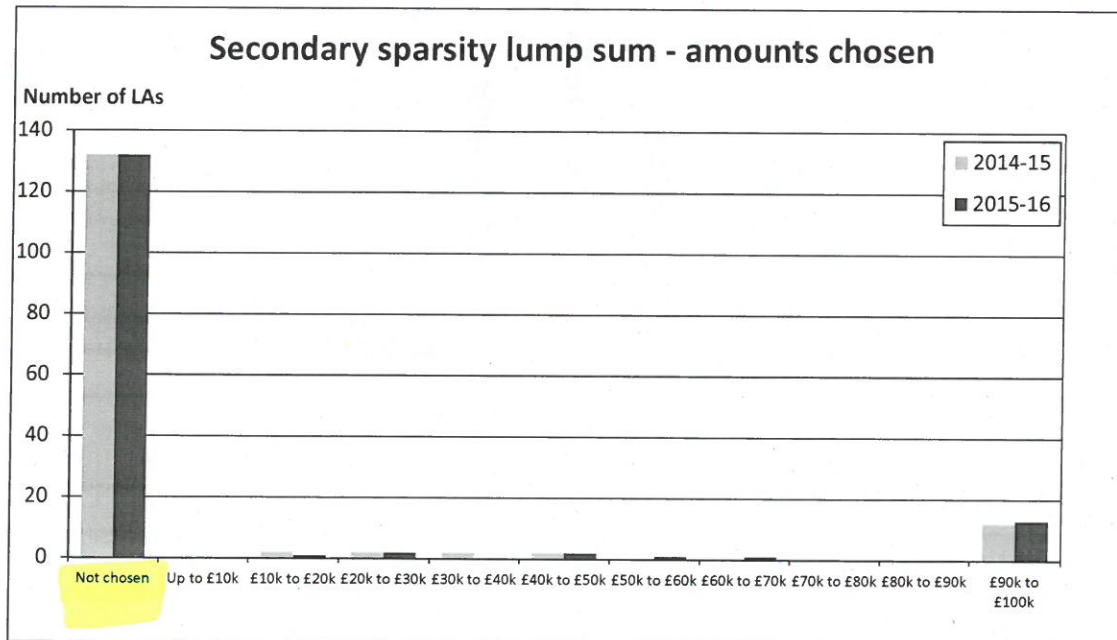 Secondary sparsity lump sum - amounts chosen
Number of LAs
140
120
100
80
60
40
20
0
2014-15
2015-16
Not chosen Up to £10k £10k to £20k £20k to £30k £30k to £40k £40k to £50k £50k to £60k £60k to £70k £70k to £80k £80k to £90k £90k to
£100k